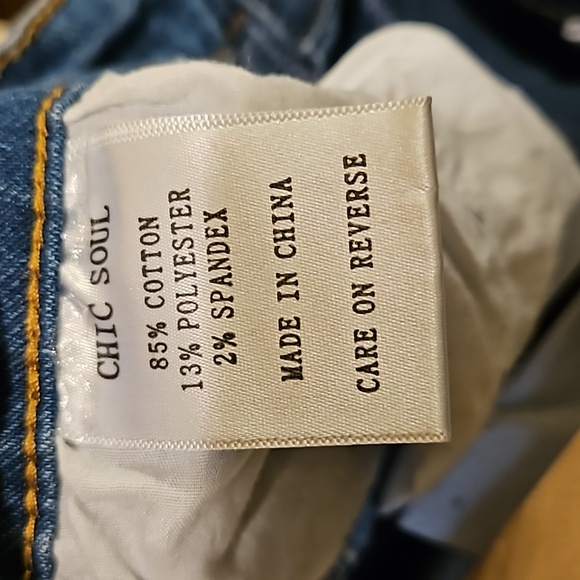 CHIC SOUL
85% COTTON
13% POLYESTER
2% SPANDEX
MADE IN CHINA
CARE ON REVERSE